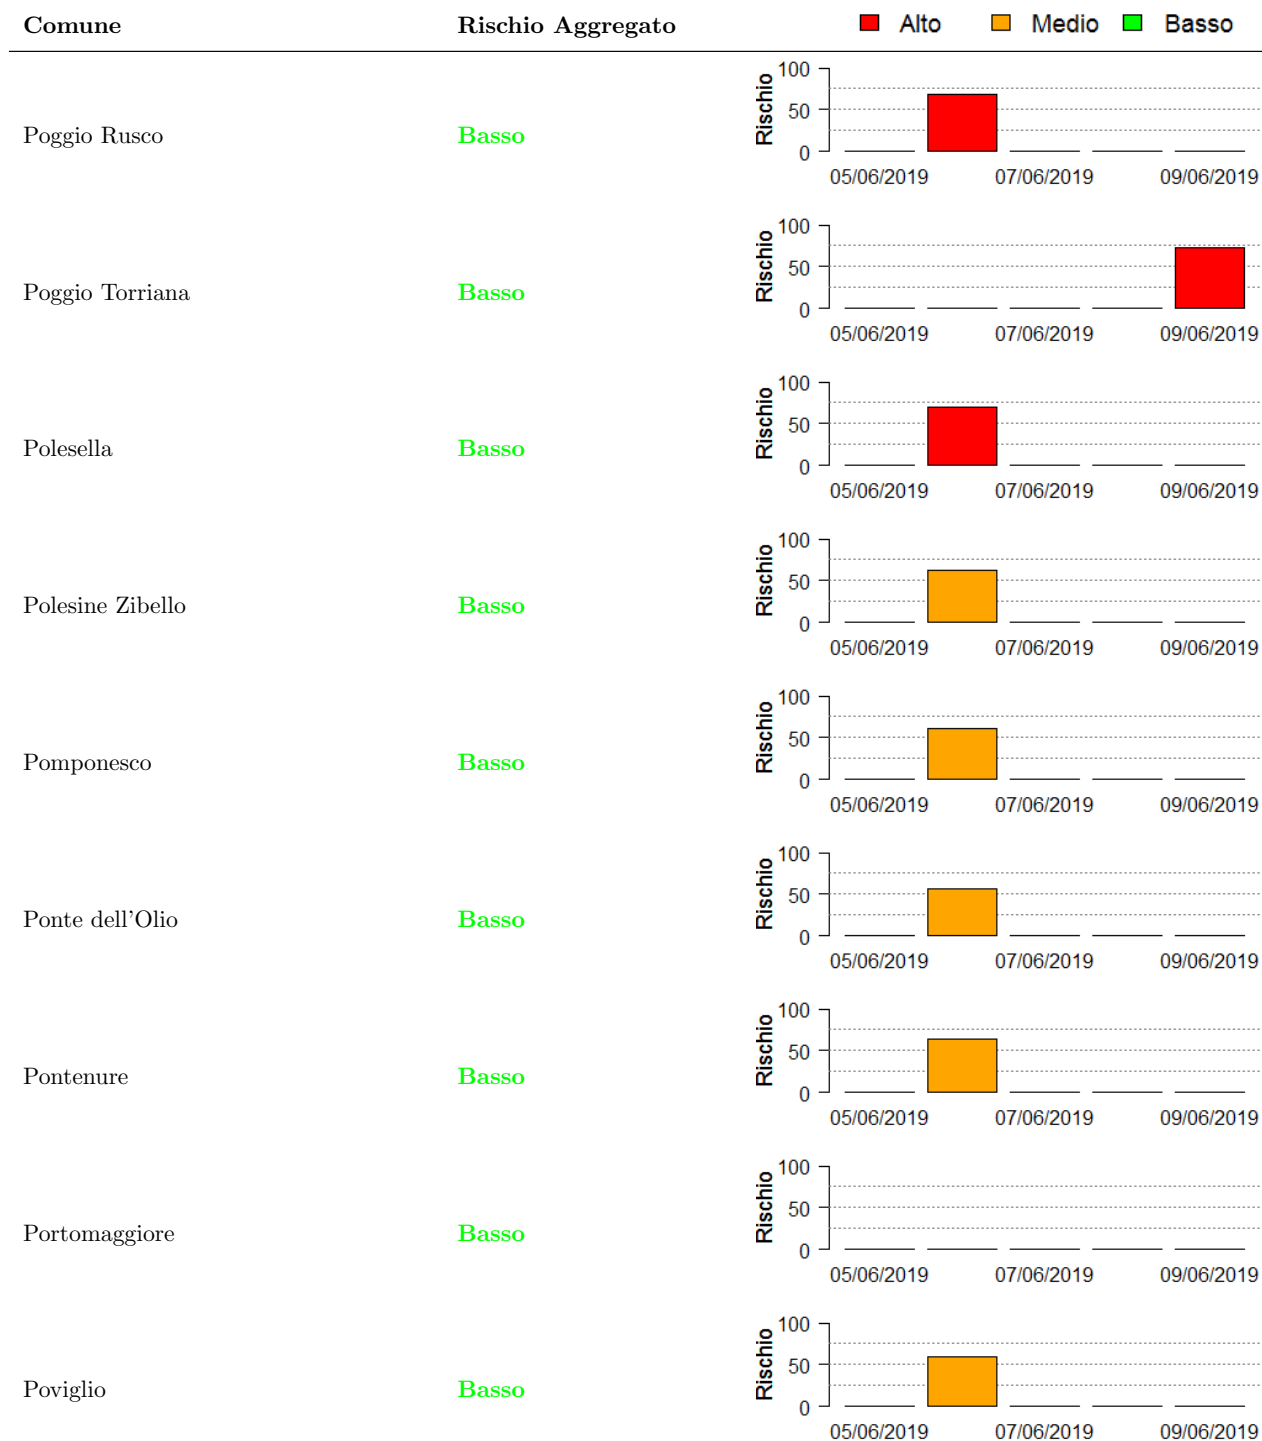 Comune Rischio Aggregato Alto Medio Basso
100
50
0
Rischio
Poggio Rusco Basso
05/06/2019 07/06/2019 09/06/2019
100
50
0
Rischio
Poggio Torriana Basso
05/06/2019 07/06/2019 09/06/2019
100
50
0
Rischio
Polesella Basso
05/06/2019 07/06/2019 09/06/2019
100
50
0
Rischio
Polesine Zibello Basso
05/06/2019 07/06/2019 09/06/2019
100
50
0
Rischio
Pomponesco Basso
05/06/2019 07/06/2019 09/06/2019
100
50
0
Rischio
Ponte dell'Olio Basso
05/06/2019 07/06/2019 09/06/2019
100
50
0
Rischio
Pontenure Basso
05/06/2019 07/06/2019 09/06/2019
100
50
0
Rischio
Portomaggiore Basso
05/06/2019 07/06/2019 09/06/2019
100
50
0
Rischio
Poviglio Basso
05/06/2019 07/06/2019 09/06/2019